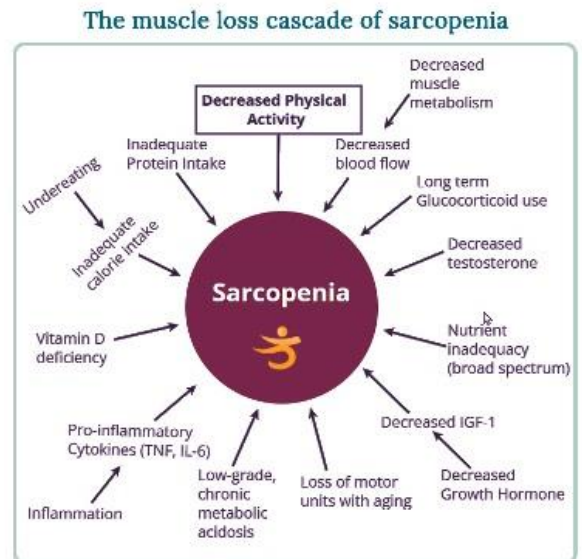 The muscle loss cascade of sarcopenia
Decreased
muscle
metabolism
Decreased Physical
Activity
Inadequate
Protein Intake
Decreased
blood flow
Undereating
Long term
Glucocorticoid use
Inadequate
calorie intake
Decreased
testosterone
Sarcopenia
Vitamin D
deficiency
Nutrient
inadequacy
(broad spectrum)
Pro-inflammatory
Cytokines (TNF, IL-6)
Decreased IGF-1
Low-grade,
chronic
metabolic
acidosis
Loss of motor
units with aging
Decreased
Growth Hormone
Inflammation